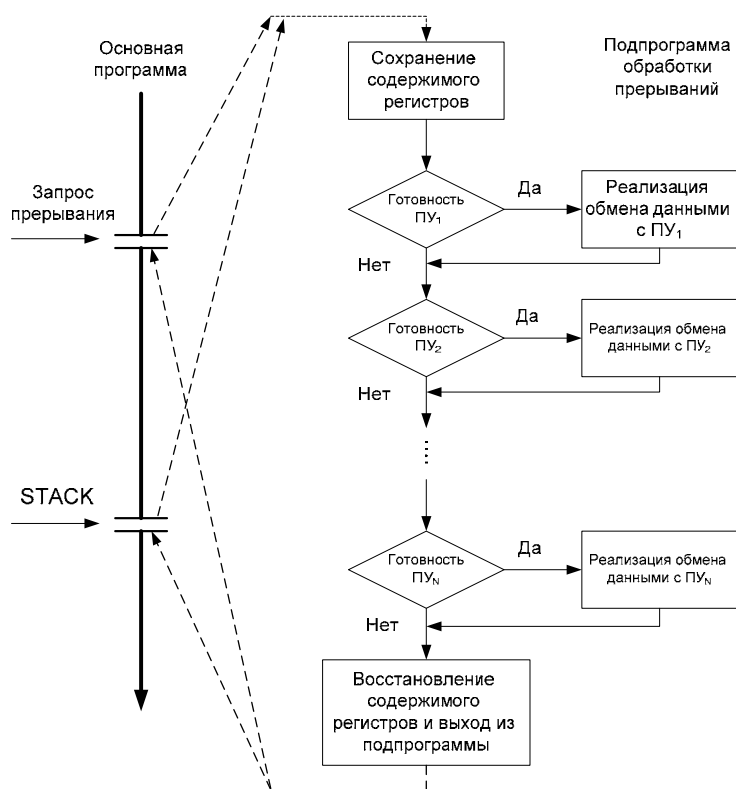 Основная
программа
Сохранение
содержимого
регистров
Подпрограмма
обработки
прерываний
Запрос
прерывания
Готовность
ПУ₁
Да
Реализация
обмена данными
с ПУ₁
Нет
Готовность
ПУ₂
Да
Реализация обмена
данными с ПУ₂
Нет
STACK
Готовность
ПУN
Да
Реализация обмена
данными с ПУN
Нет
Восстановление
содержимого
регистров и выход из
подпрограммы